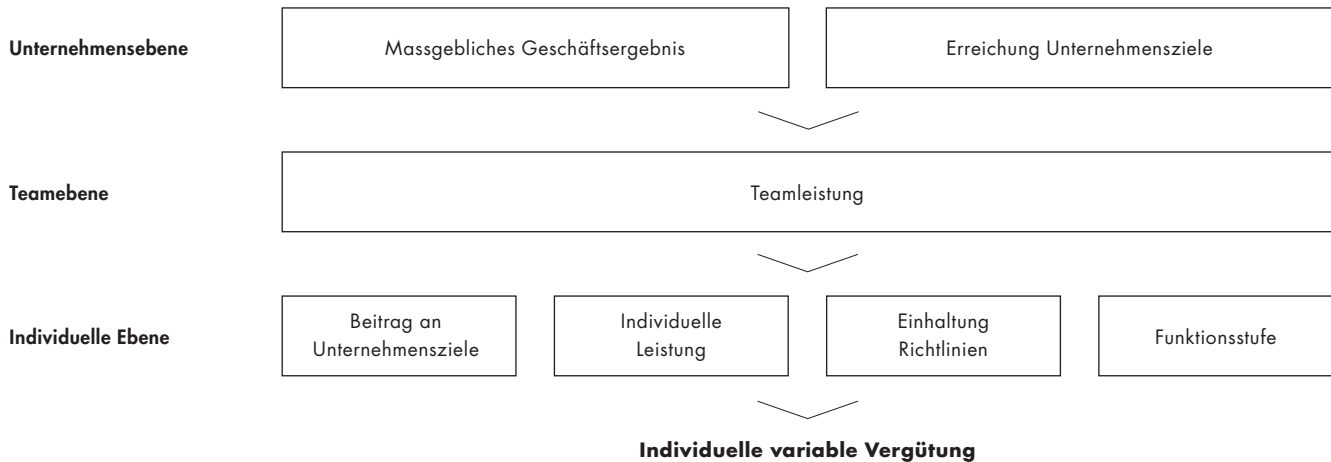 Unternehmensebene
Massgebliches Geschäftsergebnis
Erreichung Unternehmensziele
Teamebene
Teamleistung
Individuelle Ebene
Beitrag an
Unternehmensziele
Individuelle
Leistung
Einhaltung
Richtlinien
Funktionsstufe
Individuelle variable Vergütung